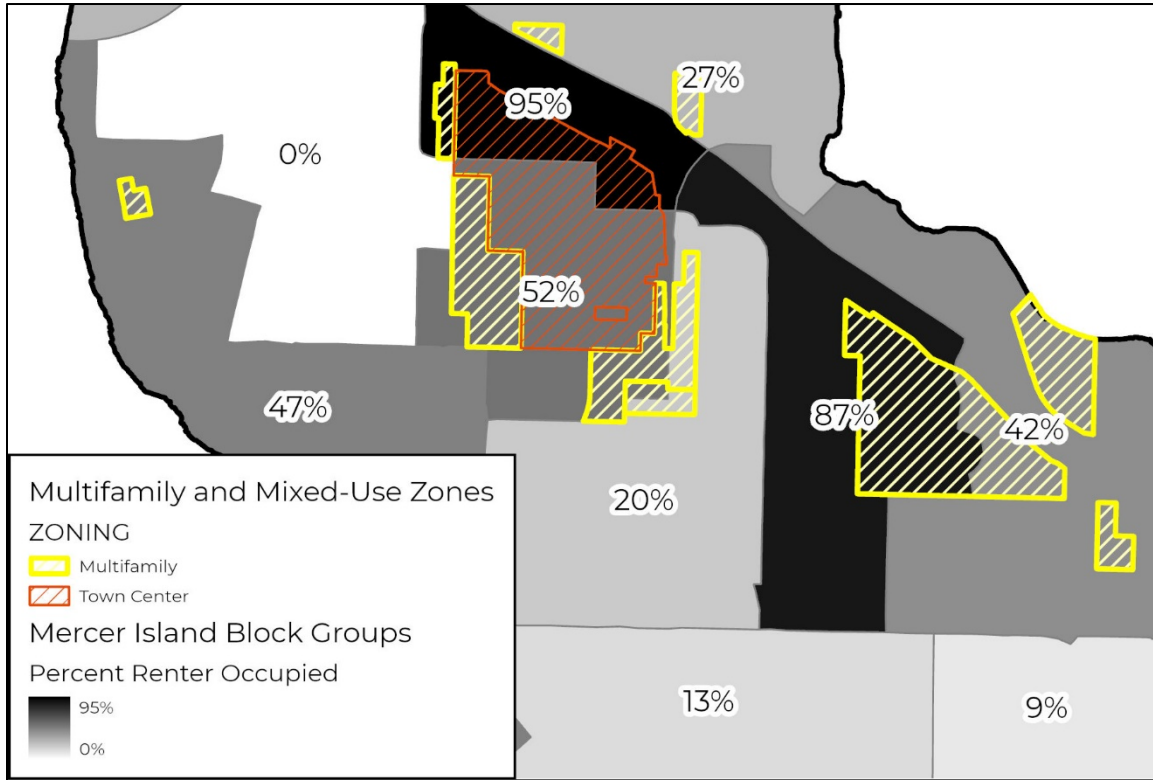 27%
95%
0%
52%
47%
87%
42%
20%
13%
9%
Multifamily and Mixed-Use Zones
ZONING
Multifamily
Town Center
Mercer Island Block Groups
Percent Renter Occupied
95%
0%